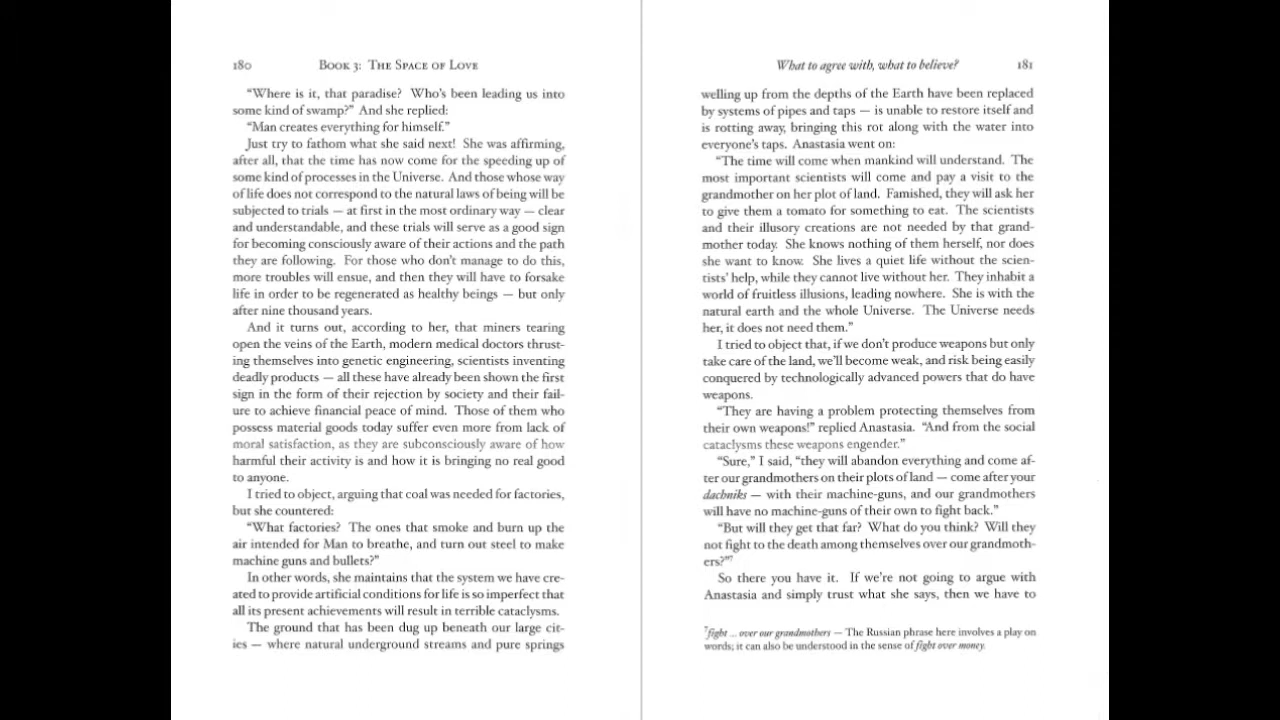 180 Book 3: The Space of Love
“Where is it, that paradise? Who’s been leading us into
some kind of swamp?” And she replied:
“Man creates everything for himself.”
Just try to fathom what she said next! She was affirming,
after all, that the time has now come for the speeding up of
some kind of processes in the Universe. And those whose way
of life does not correspond to the natural laws of being will be
subjected to trials — at first in the most ordinary way — clear
and understandable, and these trials will serve as a good sign
for becoming consciously aware of their actions and the path
they are following. For those who don’t manage to do this,
more troubles will ensue, and then they will have to forsake
life in order to be regenerated as healthy beings — but only
after nine thousand years.
And it turns out, according to her, that miners tearing
open the veins of the Earth, modern medical doctors thrust-
ing themselves into genetic engineering, scientists inventing
deadly products — all these have already been shown the first
sign in the form of their rejection by society and their fail-
ure to achieve financial peace of mind. Those of them who
possess material goods today suffer even more from lack of
moral satisfaction, as they are subconsciously aware of how
harmful their activity is and how it is bringing no real good
to anyone.
I tried to object, arguing that coal was needed for factories,
but she countered:
“What factories? The ones that smoke and burn up the
air intended for Man to breathe, and turn out steel to make
machine guns and bullets?”
In other words, she maintains that the system we have cre-
ated to provide artificial conditions for life is so imperfect that
all its present achievements will result in terrible cataclysms.
The ground that has been dug up beneath our large cit-
ies — where natural underground streams and pure springs
What to agree with, what to believe? 181
welling up from the depths of the Earth have been replaced
by systems of pipes and taps — is unable to restore itself and
is rotting away, bringing this rot along with the water into
everyone’s taps. Anastasia went on:
“The time will come when mankind will understand. The
most important scientists will come and pay a visit to the
grandmother on her plot of land. Famished, they will ask her
to give them a tomato for something to eat. The scientists
and their illusory creations are not needed by that grand-
mother today. She knows nothing of them herself, nor does
she want to know. She lives a quiet life without the scien-
tists’ help, while they cannot live without her. They inhabit a
world of fruitless illusions, leading nowhere. She is with the
natural earth and the whole Universe. The Universe needs
her, it does not need them.”
I tried to object that, if we don’t produce weapons but only
take care of the land, we’ll become weak, and risk being easily
conquered by technologically advanced powers that do have
weapons.
“They are having a problem protecting themselves from
their own weapons!” replied Anastasia. “And from the social
cataclysms these weapons engender.”
“Sure,” I said, “they will abandon everything and come af-
ter our grandmothers on their plots of land — come after your
dachniks — with their machine-guns, and our grandmothers
will have no machine-guns of their own to fight back.”
“But will they get that far? What do you think? Will they
not fight to the death among themselves over our grandmoth-
ers?”7
So there you have it. If we’re not going to argue with
Anastasia and simply trust what she says, then we have to
7fight ... over our grandmothers — The Russian phrase here involves a play on
words; it can also be understood in the sense of fight over money.